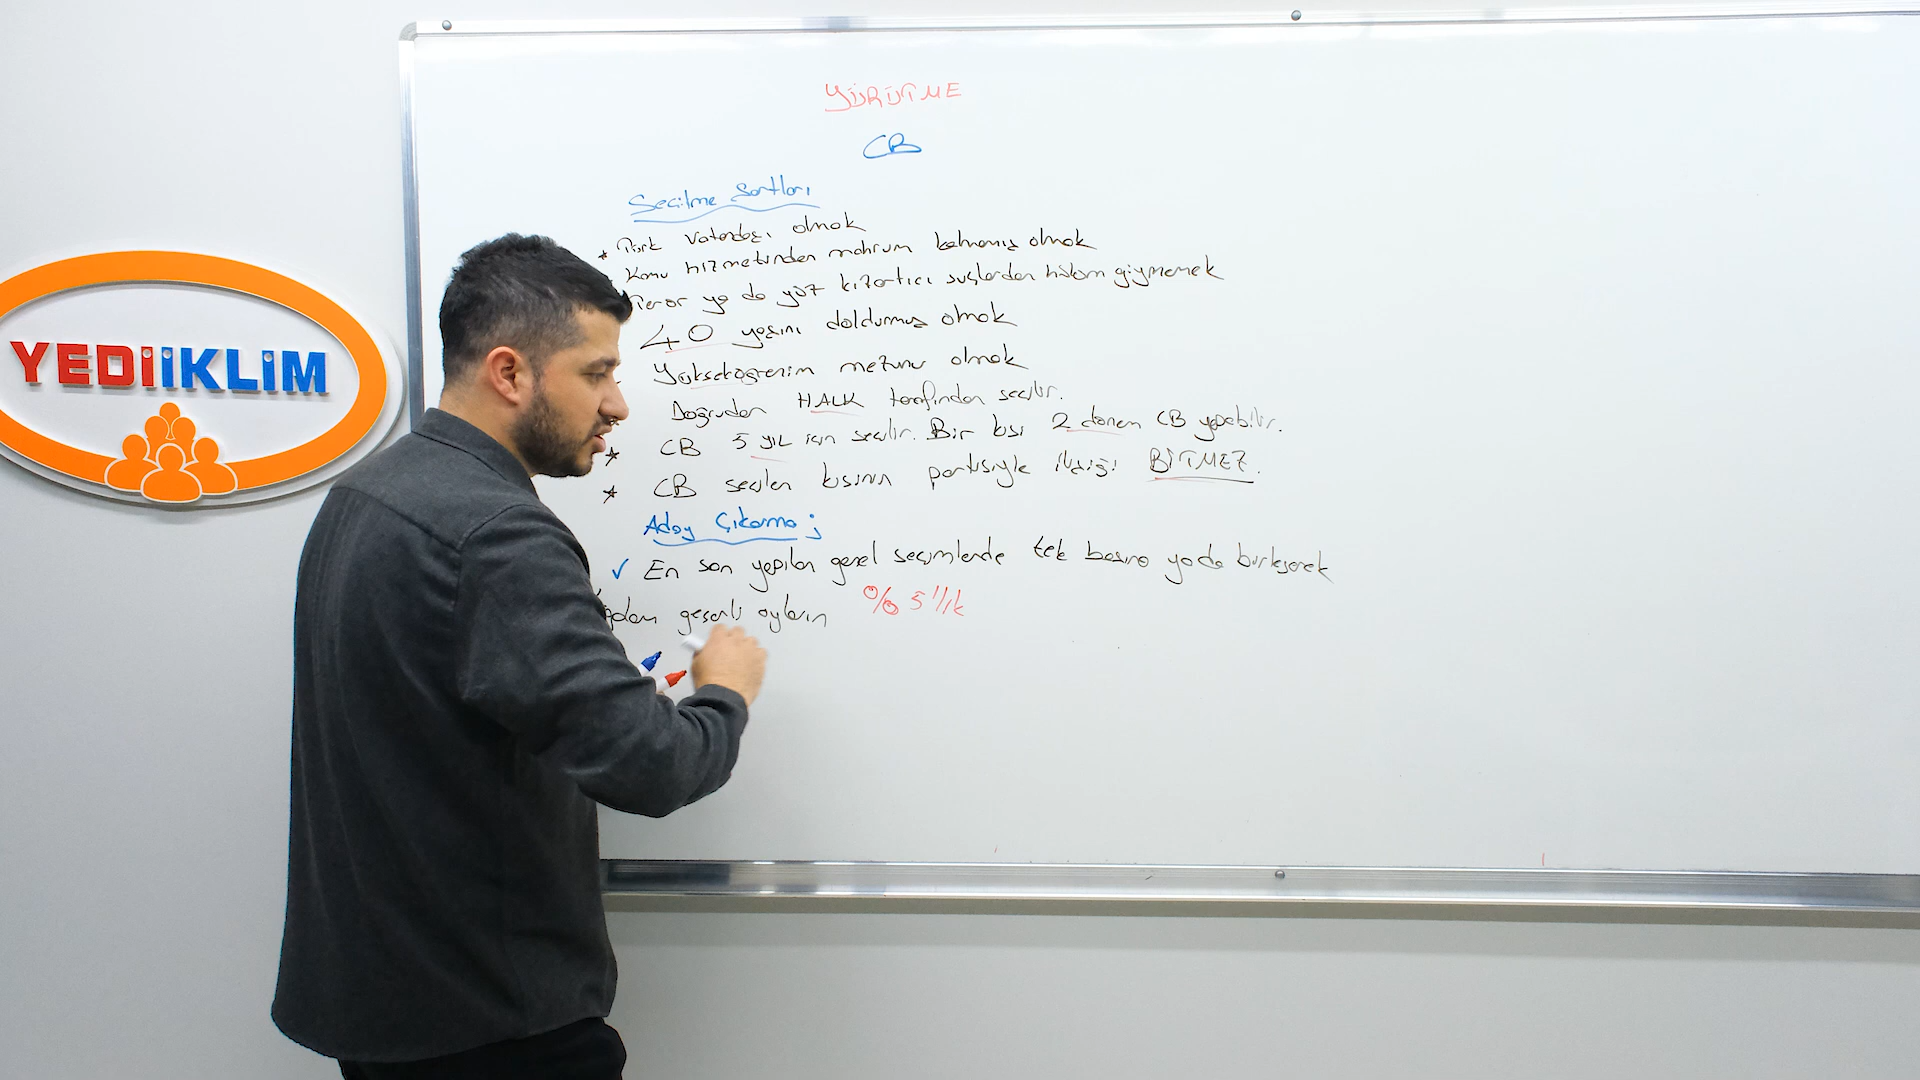 YEDİİKLİM
YÜRÜTME
CB
Seçilme Şartları
* Türk Vatandaşı olmak
Kamu hizmetinden mahrum kalmamış olmak
Terör ya da yüz kızartıcı suçlardan hüküm giymemek
40 yaşını doldurmuş olmak
Yükseköğrenim mezunu olmak
Doğrudan HALK tarafından seçilir.
* CB 5 yıl için seçilir. Bir kişi 2 dönem CB yapabilir.
* CB seçilen kişinin partisiyle ilişiği BİTMEZ.
Aday Çıkarma;
✓ En son yapılan genel seçimlerde tek başına ya da birleşerek
geçerli oyların %5'lik